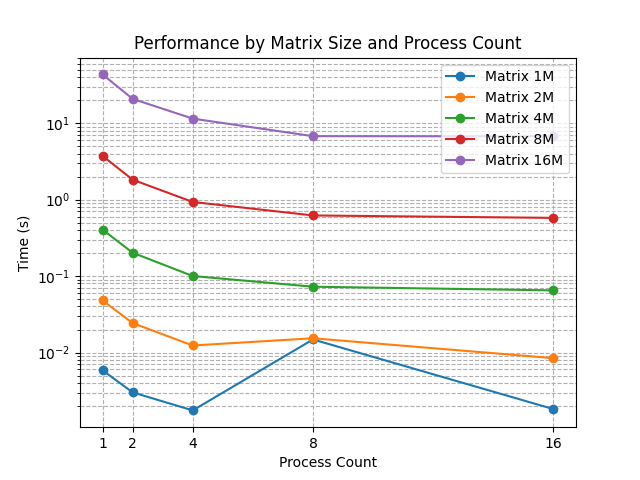 Performance by Matrix Size and Process Count
Matrix 1M
Matrix 2M
Matrix 4M
Matrix 8M
Matrix 16M
Time (s)
10¹
10⁰
10⁻¹
10⁻²
1 2 4 8 16
Process Count